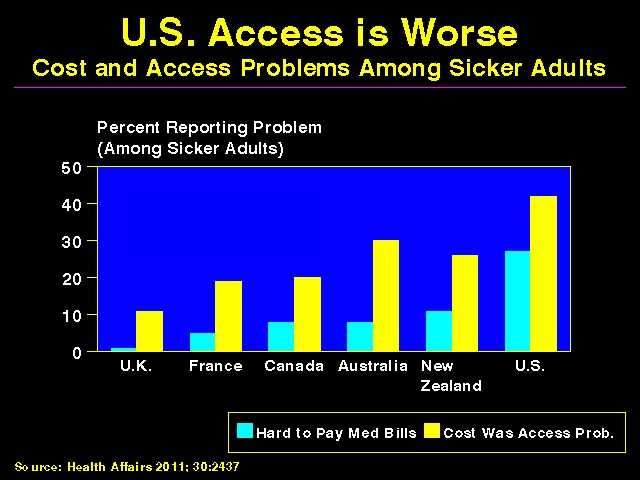 U.S. Access is Worse
Cost and Access Problems Among Sicker Adults
Percent Reporting Problem
(Among Sicker Adults)
50
40
30
20
10
0
U.K. France Canada Australia New Zealand U.S.
Hard to Pay Med Bills Cost Was Access Prob.
Source: Health Affairs 2011; 30:2437